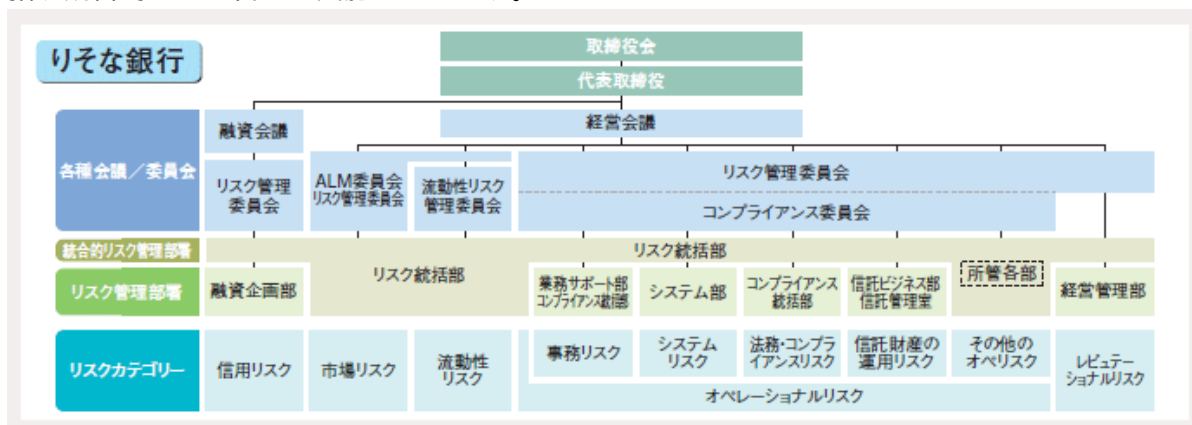 りそな銀行
取締役会
代表取締役
融資会議
経営会議
各種会議／委員会
リスク管理
委員会
ALM委員会
リスク管理委員会
流動性リスク
管理委員会
リスク管理委員会
コンプライアンス委員会
統合的リスク管理部署
リスク統括部
リスク管理部署
融資企画部
リスク統括部
業務サポート部
コンプライアンス統括部
システム部
コンプライアンス
統括部
信託ビジネス部
信託管理室
所管各部
経営管理部
リスクカテゴリー
信用リスク
市場リスク
流動性
リスク
事務リスク
システム
リスク
法務・コンプラ
イアンスリスク
信託財産の
運用リスク
その他の
オペリスク
レピュテー
ショナルリスク
オペレーショナルリスク